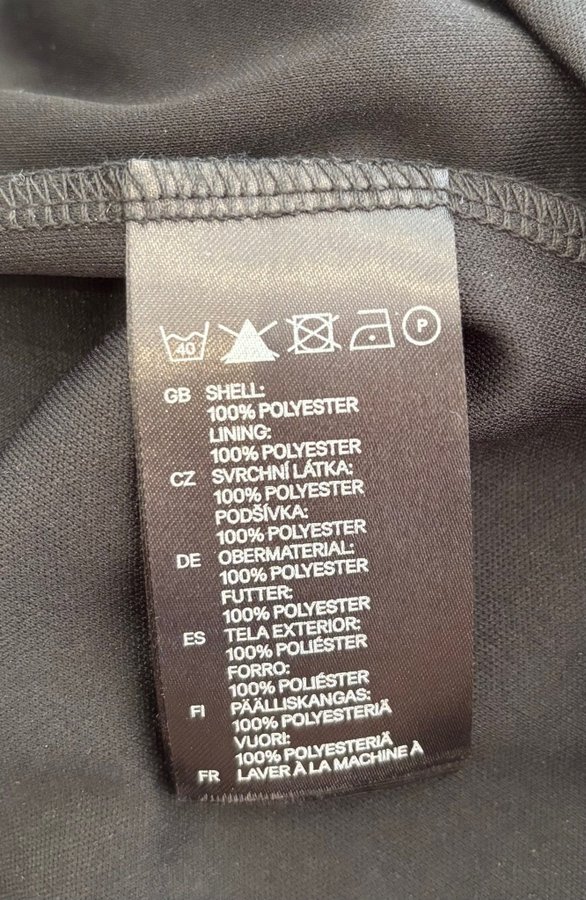 40 P
GB SHELL:
100% POLYESTER
LINING:
100% POLYESTER
CZ SVRCHNÍ LÁTKA:
100% POLYESTER
PODŠÍVKA:
100% POLYESTER
DE OBERMATERIAL:
100% POLYESTER
FUTTER:
100% POLYESTER
ES TELA EXTERIOR:
100% POLIÉSTER
FORRO:
100% POLIÉSTER
FI PÄÄLLISKANGAS:
100% POLYESTERIÄ
VUORI:
100% POLYESTERIÄ
FR LAVER À LA MACHINE À